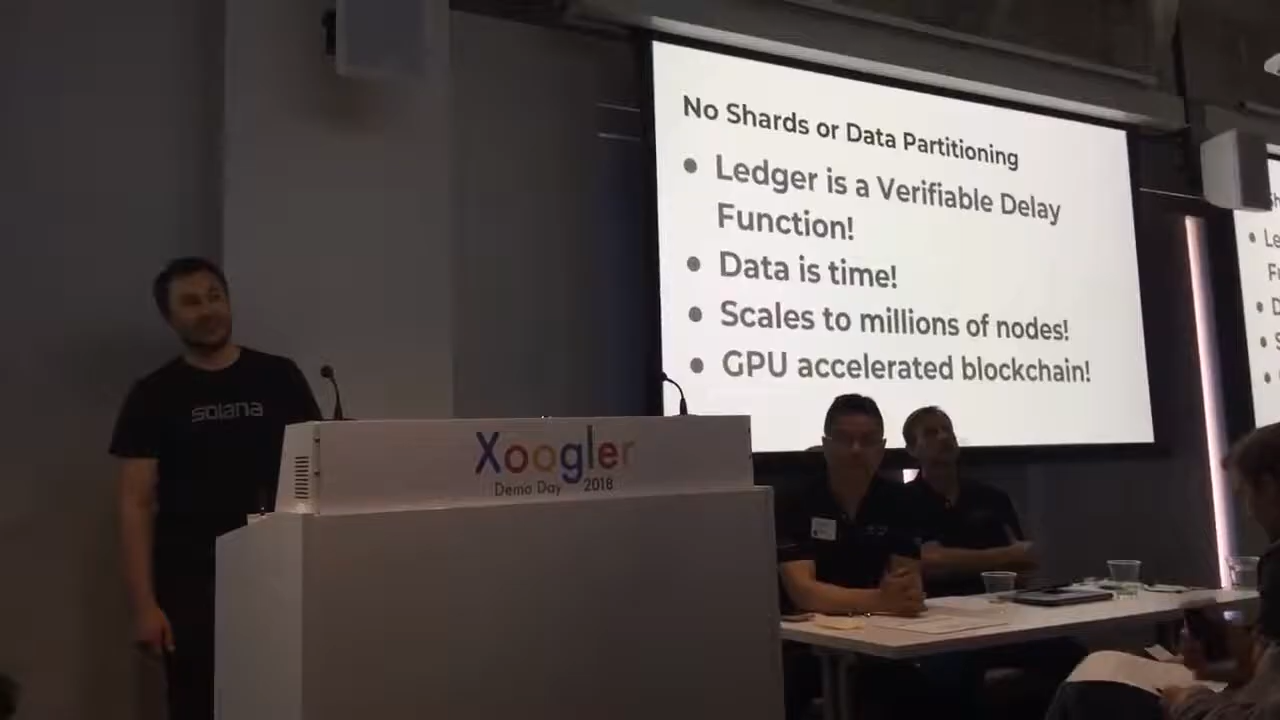 No Shards or Data Partitioning
Ledger is a Verifiable Delay
Function!
Data is time!
Scales to millions of nodes!
GPU accelerated blockchain!
solana
Xoogler
Demo Day 2018